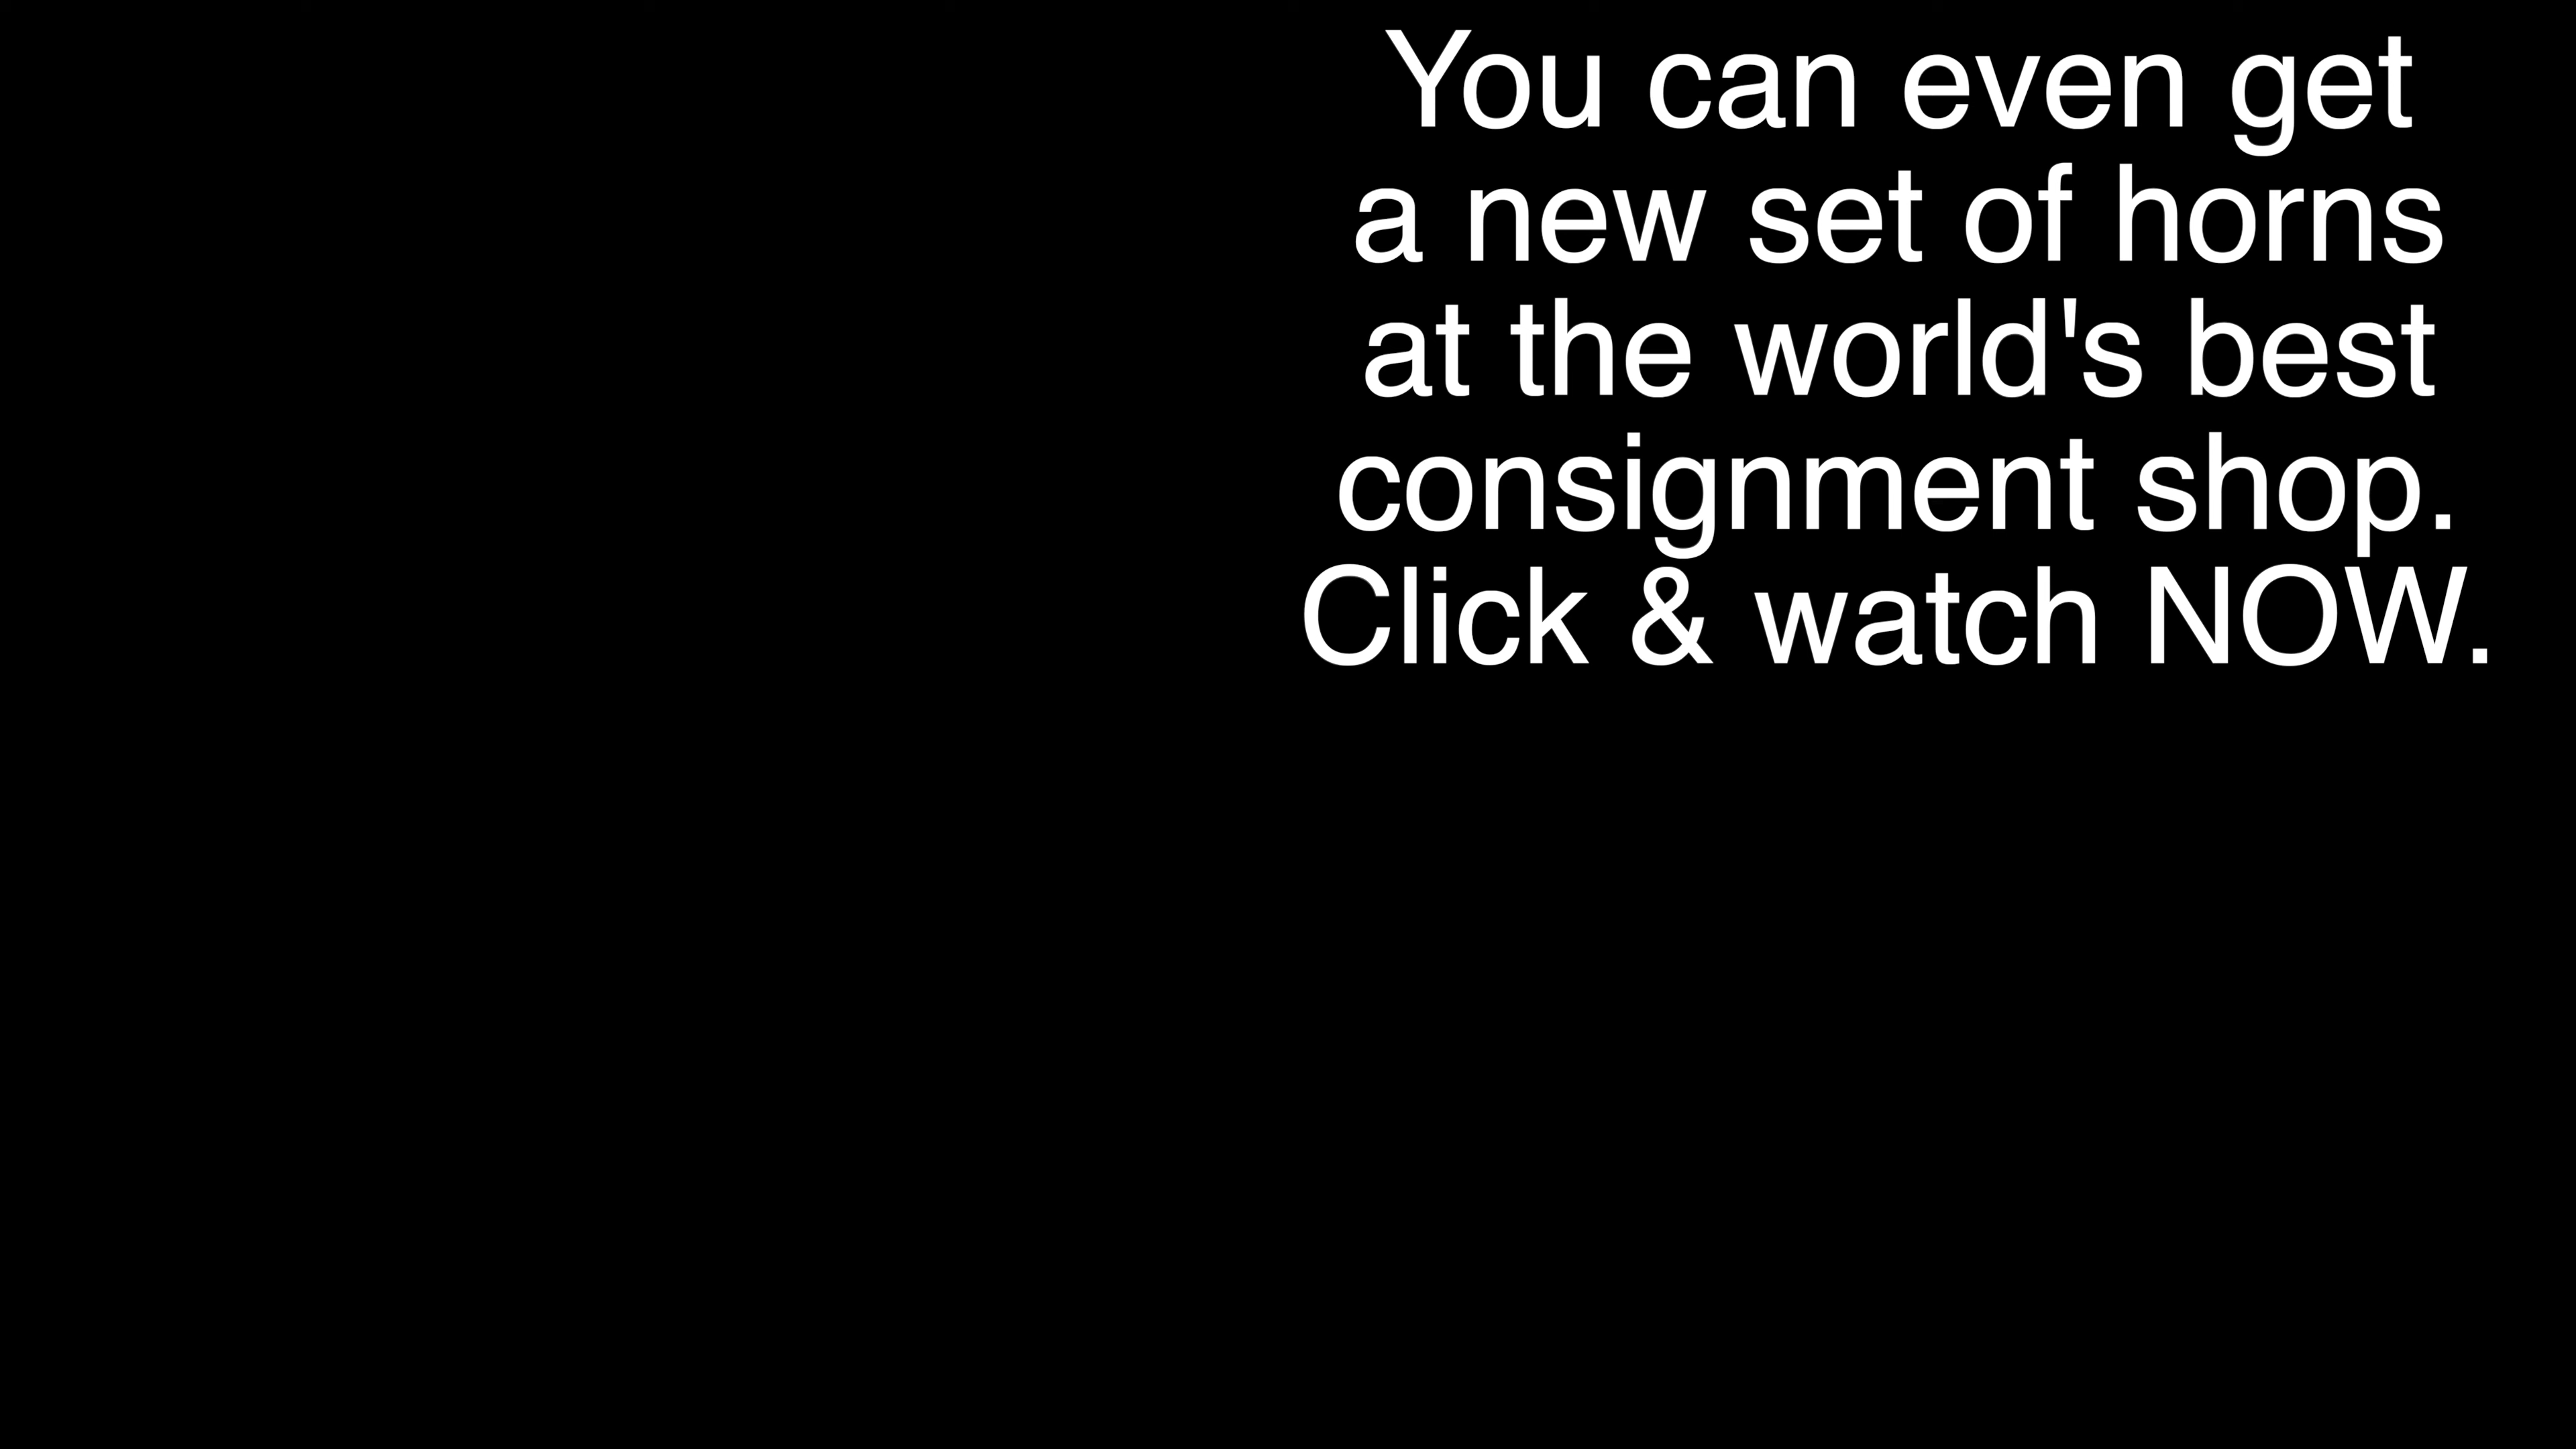 You can even get
a new set of horns
at the world's best
consignment shop.
Click & watch NOW.